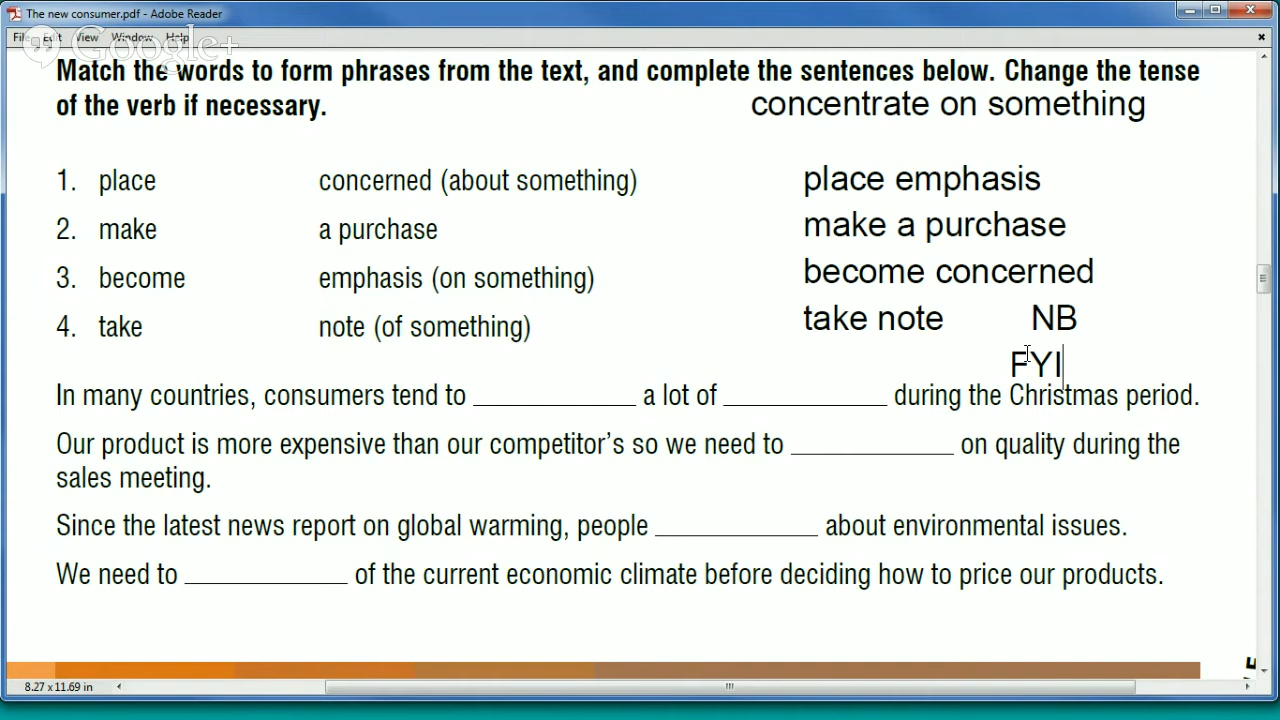 The new consumer.pdf - Adobe Reader
File Edit View Window Help
Google+
Match the words to form phrases from the text, and complete the sentences below. Change the tense
of the verb if necessary.
concentrate on something
1. place concerned (about something) place emphasis
2. make a purchase make a purchase
3. become emphasis (on something) become concerned
4. take note (of something) take note NB
FYI
In many countries, consumers tend to ____________ a lot of ____________ during the Christmas period.
Our product is more expensive than our competitor’s so we need to ____________ on quality during the
sales meeting.
Since the latest news report on global warming, people ____________ about environmental issues.
We need to ____________ of the current economic climate before deciding how to price our products.
8.27 x 11.69 in